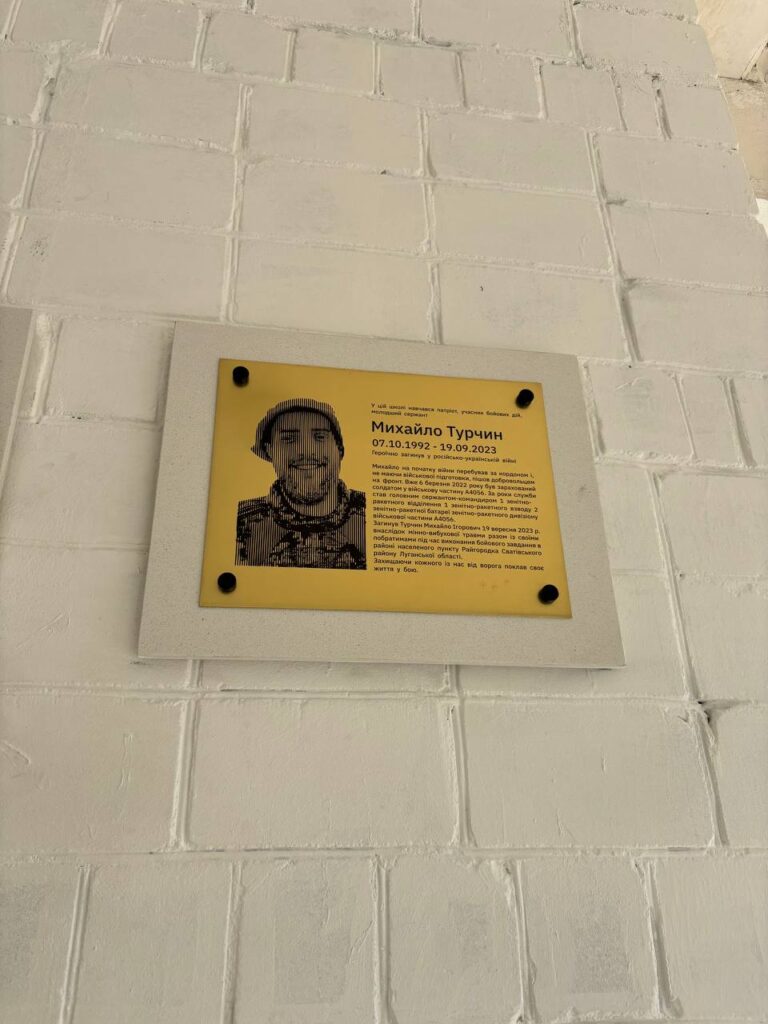 У цій школі навчався патріот, учасник бойових дій,
молодший сержант
Михайло Турчин
07.10.1992 - 19.09.2023
Героїчно загинув у російсько-українській війні
Михайло на початку війни перебував за кордоном і,
не маючи військової підготовки, пішов добровольцем
на фронт. Вже 6 березня 2022 року був зарахований
солдатом у військову частину А4056. За роки служби
став головним сержантом-командиром 1 зенітно-
ракетного відділення 1 зенітно-ракетного взводу 2
зенітно-ракетної батареї зенітно-ракетного дивізіону
військової частини А4056.
Загинув Турчин Михайло Ігорович 19 вересня 2023 р.
внаслідок мінно-вибухової травми разом із своїми
побратимами під час виконання бойового завдання в
районі населеного пункту Райгородка Сватівського
району Луганської області.
Захищаючи кожного із нас від ворога поклав своє
життя у бою.